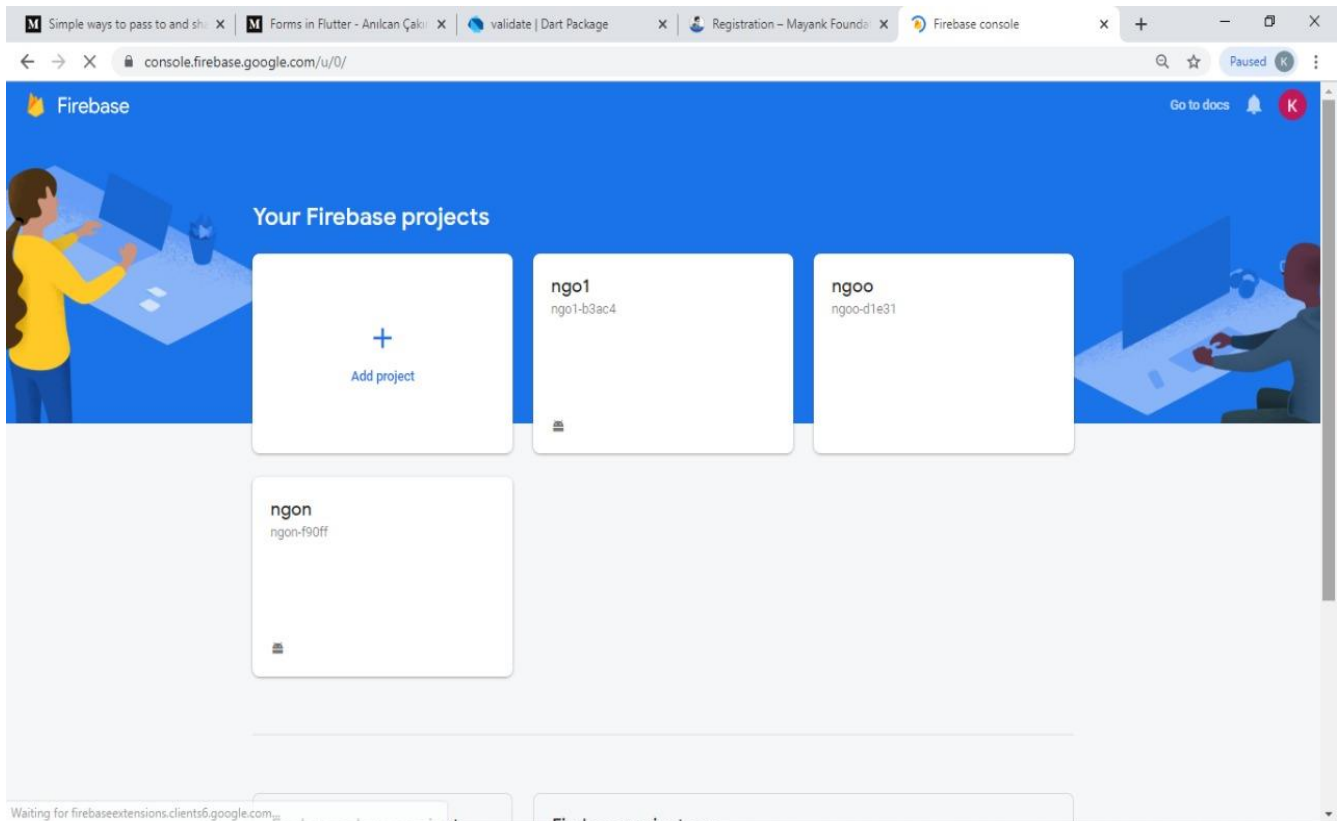 Simple ways to pass to and sh
Forms in Flutter - Anılcan Çakı
validate | Dart Package
Registration – Mayank Founda
Firebase console
console.firebase.google.com/u/0/
Paused K
Firebase
Go to docs
K
Your Firebase projects
Add project
ngo1
ngo1-b3ac4
ngoo
ngoo-d1e31
ngon
ngon-f90ff
Waiting for firebaseextensions.clients6.google.com...